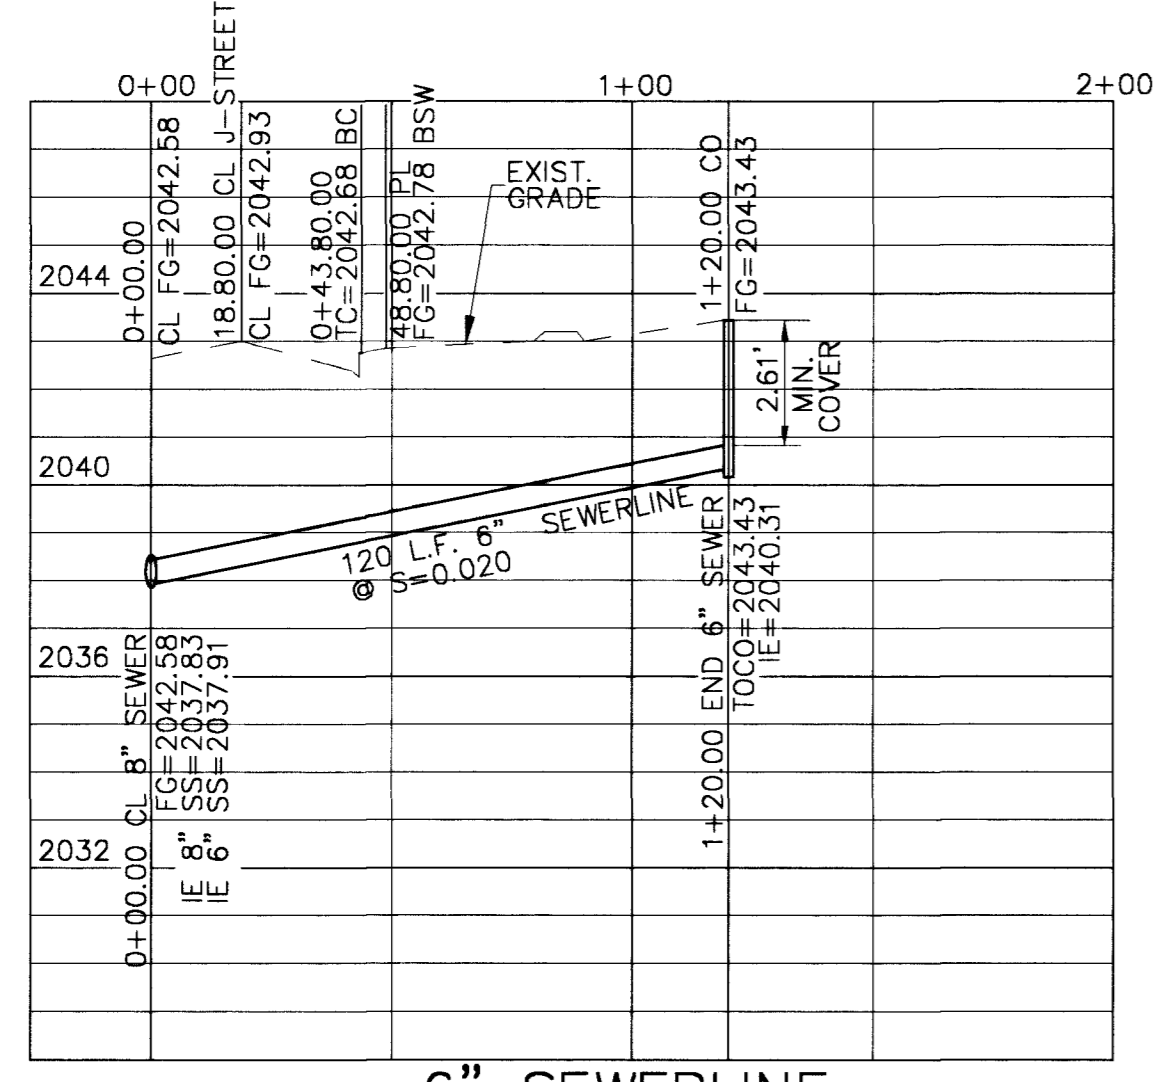 0+00
1+00
2+00
0+00.00
CL FG=2042.58
18.80.00 CL J-STREET
CL FG=2042.93
0+43.80.00
TC=2042.68 BC
48.80.00 PL
FG=2042.78 BSW
EXIST.
GRADE
1+20.00 CO
FG=2043.43
2044
2.61'
MIN.
COVER
2040
120 L.F. 6" SEWERLINE
@ S=0.020
2036
2032
0+00.00 CL 8" SEWER
FG=2042.58
IE 8" SS=2037.83
IE 6" SS=2037.91
1+20.00 END 6" SEWER
TOCO=2043.43
IE=2040.31
6" SEWERLINE